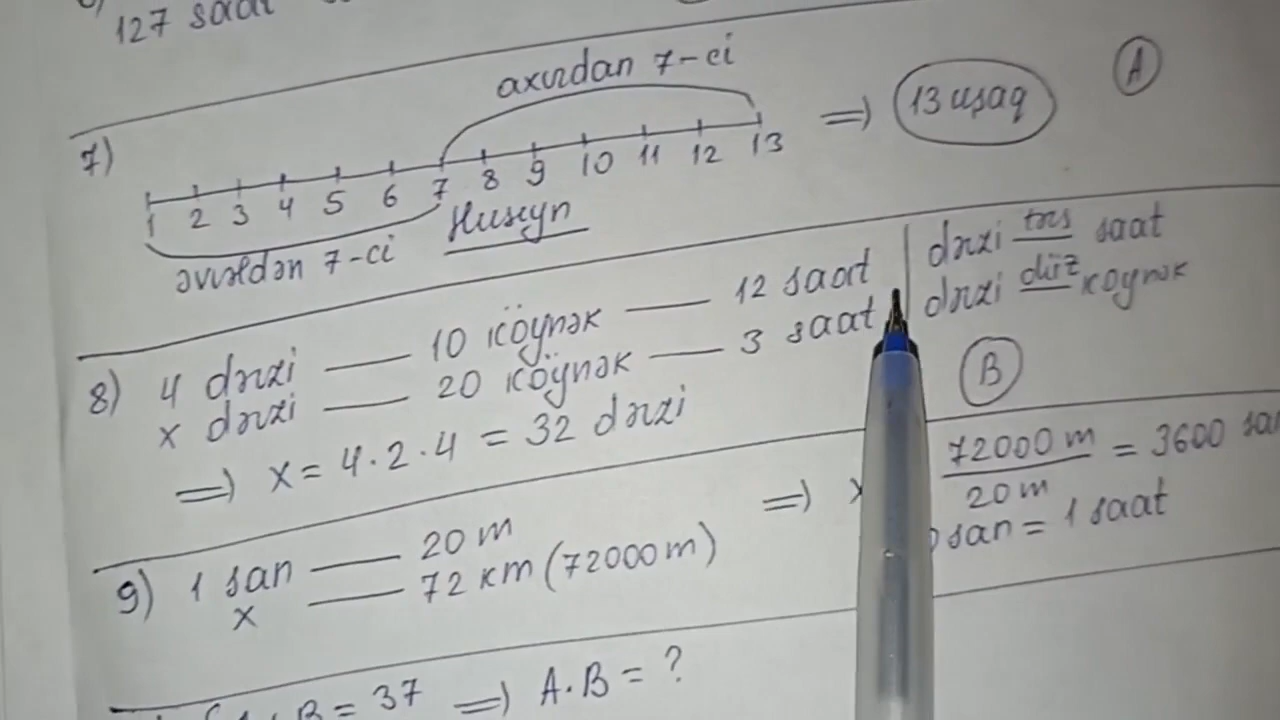 127 saat
7)
axırdan 7-ci
1 2 3 4 5 6 7 8 9 10 11 12 13
=> 13 uşaq
A
əvvəldən 7-ci
Huseyn
8) 4 dərzi — 10 köynək — 12 saat
x dərzi — 20 köynək — 3 saat
=> x = 4·2·4 = 32 dərzi
dərzi tərs saat
dərzi düz köynək
B
9) 1 san — 20 m
x — 72 km (72000 m)
=> x 72000 m / 20 m = 3600 san
san = 1 saat
B = 37 => A·B = ?